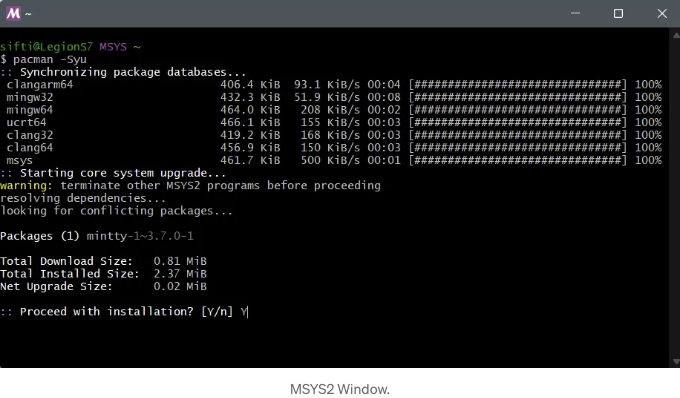 M ~
sifti@LegionS7 MSYS ~
$ pacman -Syu
:: Synchronizing package databases...
clangarm64 406.4 KiB 93.1 KiB/s 00:04 [###############################] 100%
mingw32 432.3 KiB 51.9 KiB/s 00:08 [###############################] 100%
mingw64 464.0 KiB 208 KiB/s 00:02 [###############################] 100%
ucrt64 466.1 KiB 155 KiB/s 00:03 [###############################] 100%
clang32 419.2 KiB 168 KiB/s 00:03 [###############################] 100%
clang64 456.9 KiB 150 KiB/s 00:03 [###############################] 100%
msys 461.7 KiB 500 KiB/s 00:01 [###############################] 100%
:: Starting core system upgrade...
warning: terminate other MSYS2 programs before proceeding
resolving dependencies...
looking for conflicting packages...
Packages (1) mintty-1~3.7.0-1
Total Download Size: 0.81 MiB
Total Installed Size: 2.37 MiB
Net Upgrade Size: 0.02 MiB
:: Proceed with installation? [Y/n] Y
MSYS2 Window.